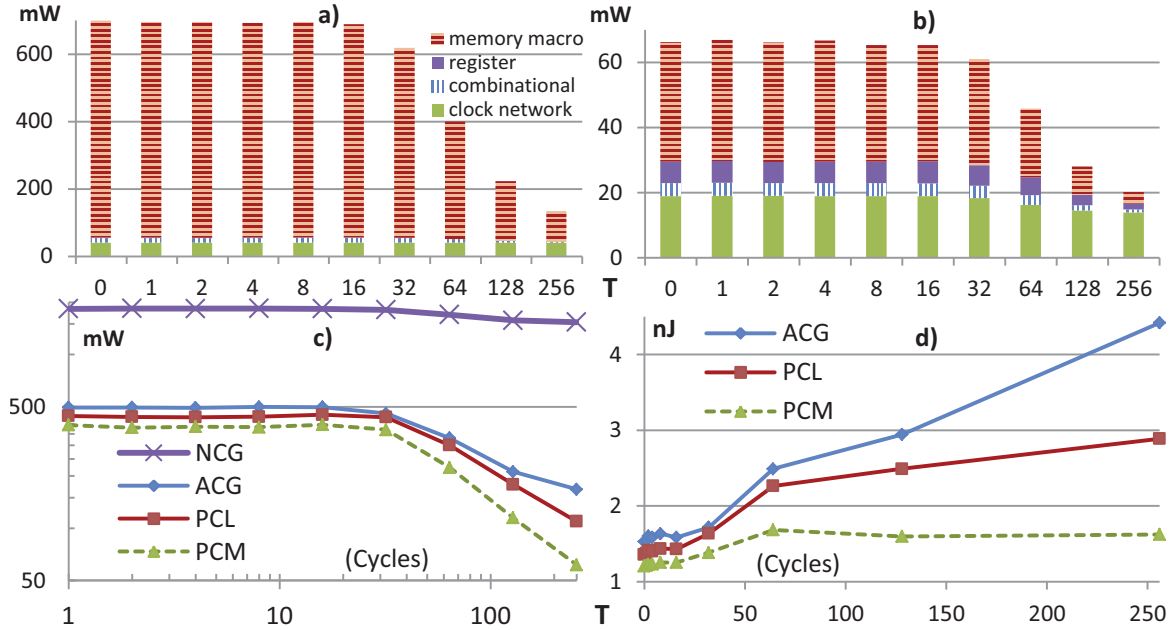 mW
a)
600
400
200
0
memory macro
register
combinational
clock network
0 1 2 4 8 16 32 64 128 256
mW
b)
60
40
20
0
T 0 1 2 4 8 16 32 64 128 256
mW
c)
500
50
NCG
ACG
PCL
PCM
(Cycles)
1 10 100
nJ
d)
4
3
2
1
ACG
PCL
PCM
(Cycles)
T 0 50 100 150 200 250